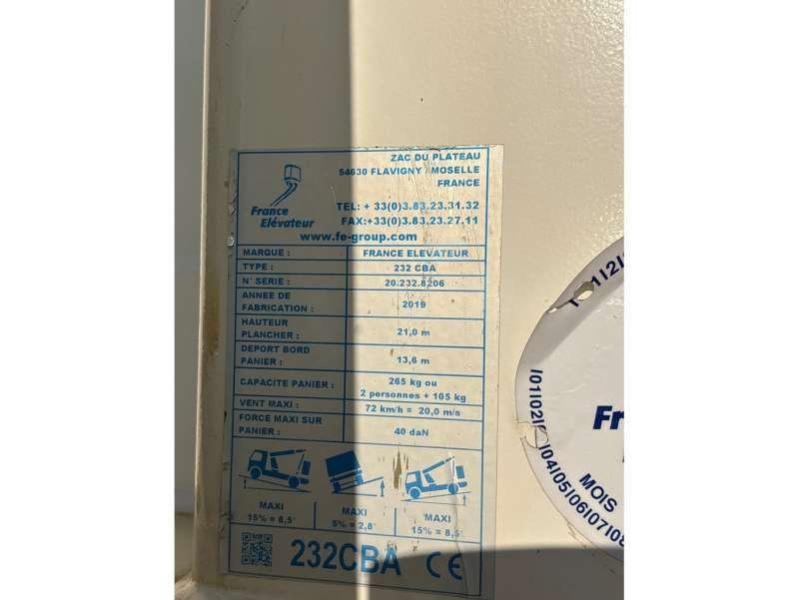 ZAC DU PLATEAU
54630 FLAVIGNY / MOSELLE
FRANCE
France
Elévateur
TEL: + 33(0)3.83.23.31.32
FAX:+33(0)3.83.23.27.11
www.fe-group.com
MARQUE : FRANCE ELEVATEUR
TYPE : 232 CBA
N° SERIE : 20.232.8206
ANNEE DE
FABRICATION : 2019
HAUTEUR
PLANCHER : 21,0 m
DEPORT BORD
PANIER : 13,6 m
CAPACITE PANIER : 265 kg ou
2 personnes + 105 kg
VENT MAXI : 72 km/h = 20,0 m/s
FORCE MAXI SUR
PANIER : 40 daN
MAXI
15% = 8,5°
MAXI
5% = 2,8°
MAXI
15% = 8,5°
232CBA CE
Fr
MOIS